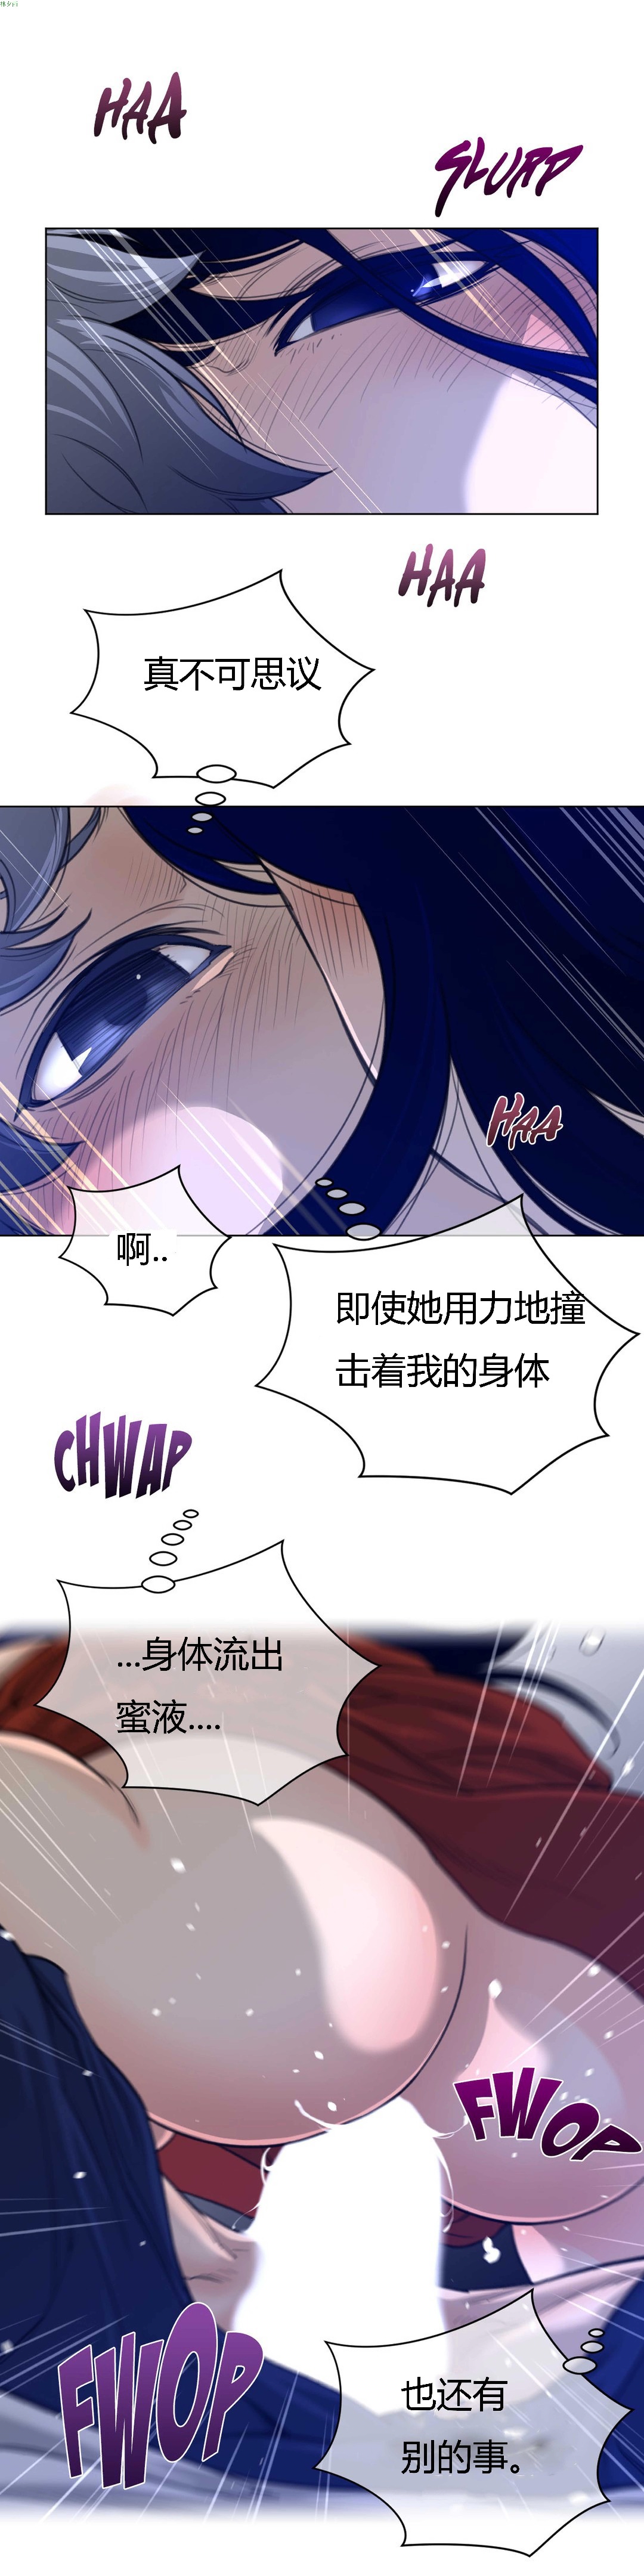 HAA
SLURP
HAA
真不可思议
HAA
啊..
即使她用力地撞
击着我的身体
CHWAP
...身体流出
蜜液....
FWOP
FWOP
也还有
别的事。